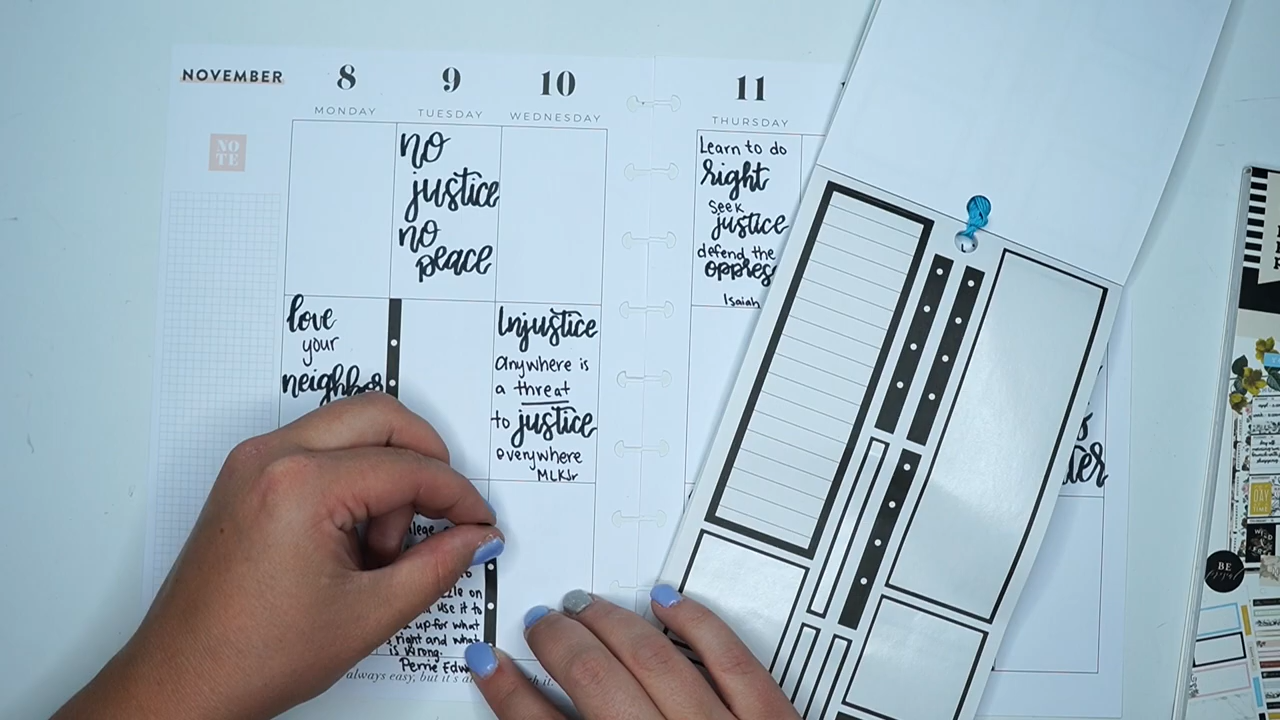 NOVEMBER
8
MONDAY
9
TUESDAY
10
WEDNESDAY
11
THURSDAY
NO
TE
no
justice
no
peace
Learn to do
right
Seek
justice
defend the
Isaiah
love
your
neighbor
Injustice
anywhere is
a threat
to justice
everywhere
MLKJr
on
use it to
up for what
right and what
is wrong.
Perrie
always easy, but it's
BE